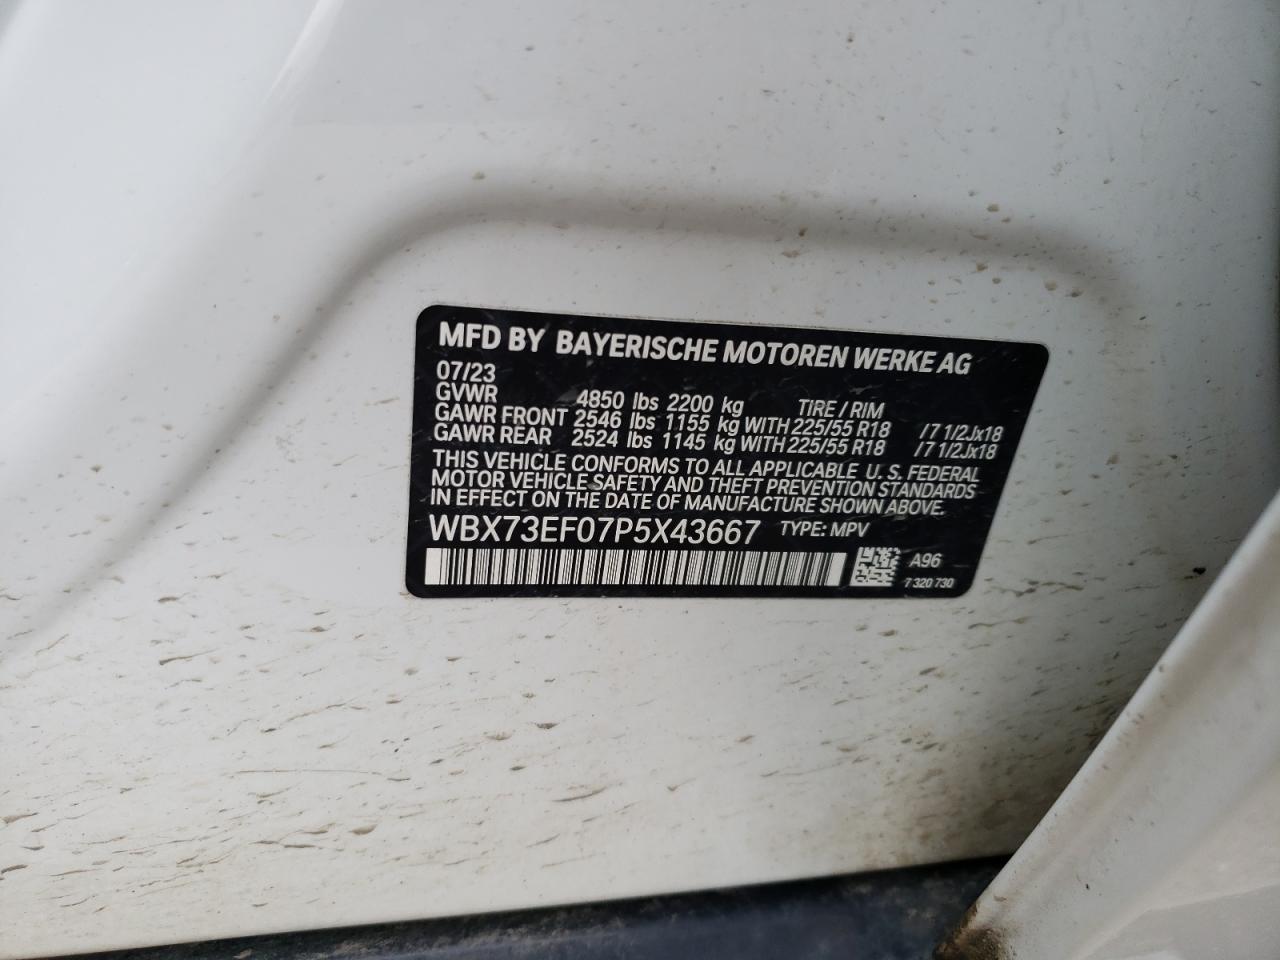 MFD BY BAYERISCHE MOTOREN WERKE AG
07/23
GVWR 4850 lbs 2200 kg TIRE / RIM
GAWR FRONT 2546 lbs 1155 kg WITH 225/55 R18 /7 1/2Jx18
GAWR REAR 2524 lbs 1145 kg WITH 225/55 R18 /7 1/2Jx18
THIS VEHICLE CONFORMS TO ALL APPLICABLE U. S. FEDERAL
MOTOR VEHICLE SAFETY AND THEFT PREVENTION STANDARDS
IN EFFECT ON THE DATE OF MANUFACTURE SHOWN ABOVE.
WBX73EF07P5X43667 TYPE: MPV
A96
7 320 730